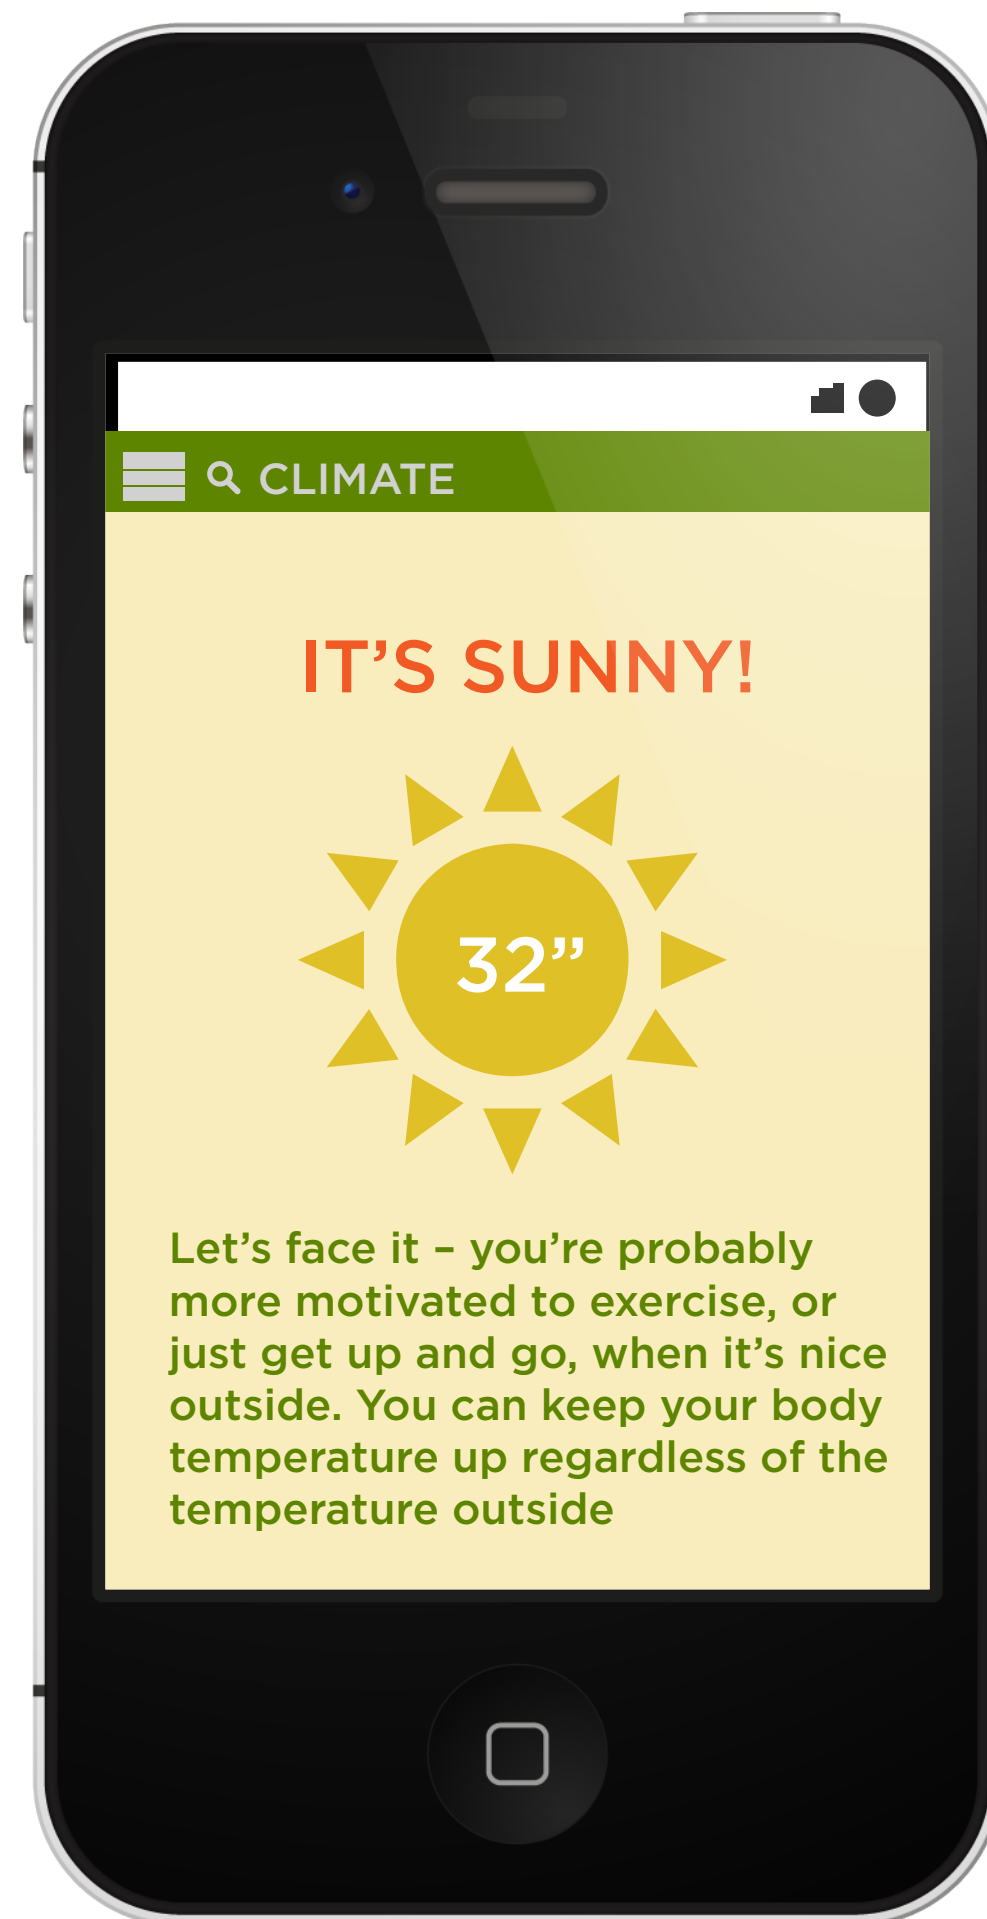 CLIMATE
IT’S SUNNY!
32”
Let’s face it – you’re probably
more motivated to exercise, or
just get up and go, when it’s nice
outside. You can keep your body
temperature up regardless of the
temperature outside